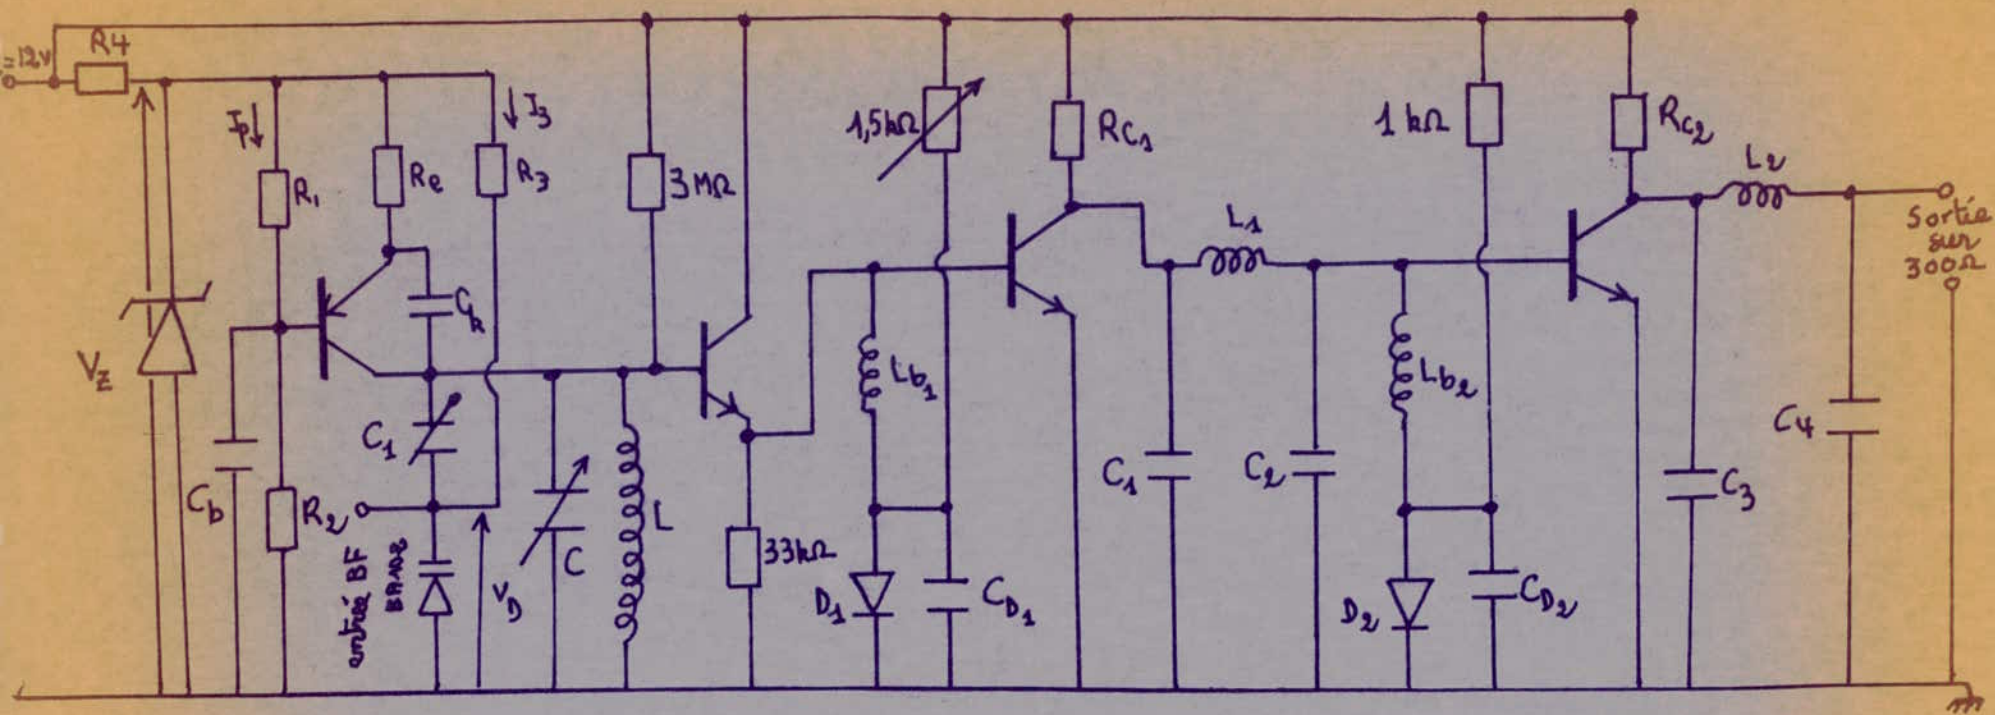 =12V
R4
Ip
I3
R1
Re
R3
3MΩ
1,5kΩ
RC1
1kΩ
RC2
L2
Sortie
sur
300Ω
L1
VZ
Ck
C1
Cb
R2
entrée BF
BA102
VD
C
L
33kΩ
Lb1
D1
CD1
C1
C2
Lb2
D2
CD2
C3
C4